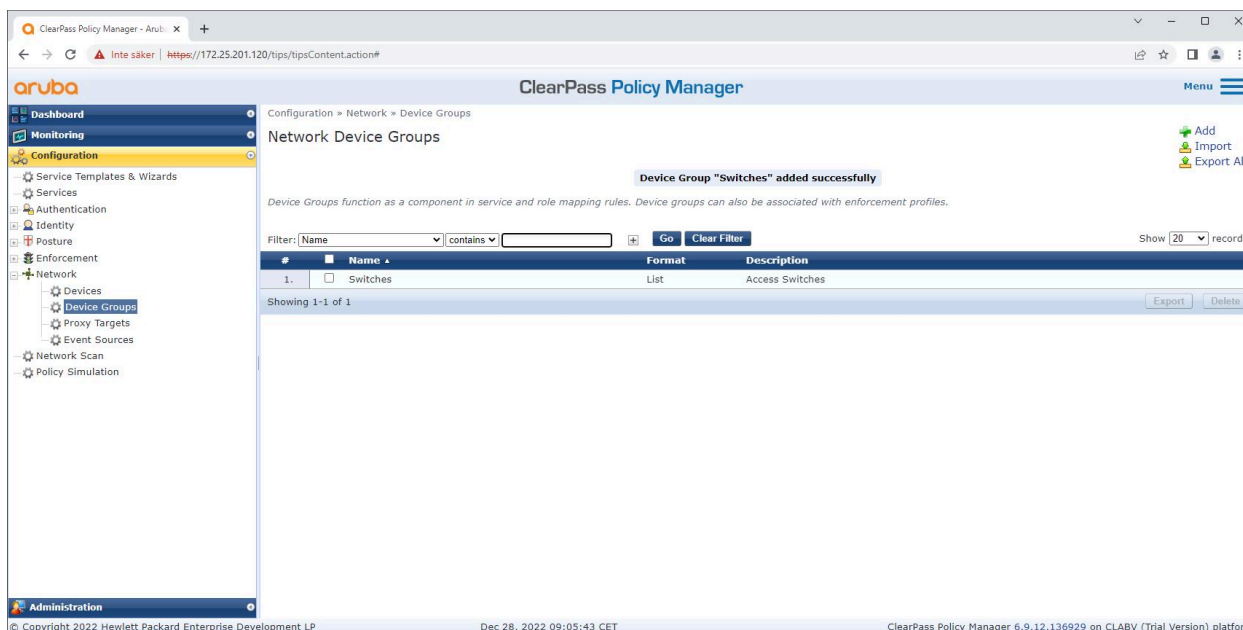 ClearPass Policy Manager - Arub
Inte säker | https://172.25.201.120/tips/tipsContent.action#
aruba
ClearPass Policy Manager
Menu
Dashboard
Monitoring
Configuration
Service Templates & Wizards
Services
Authentication
Identity
Posture
Enforcement
Network
Devices
Device Groups
Proxy Targets
Event Sources
Network Scan
Policy Simulation
Administration
Configuration » Network » Device Groups
Network Device Groups
Add
Import
Export Al
Device Group "Switches" added successfully
Device Groups function as a component in service and role mapping rules. Device groups can also be associated with enforcement profiles.
Filter: Name contains + Go Clear Filter Show 20 record
# Name Format Description
1. Switches List Access Switches
Showing 1-1 of 1 Export Delete
© Copyright 2022 Hewlett Packard Enterprise Development LP Dec 28, 2022 09:05:43 CET ClearPass Policy Manager 6.9.12.136929 on CLABV (Trial Version) platfor